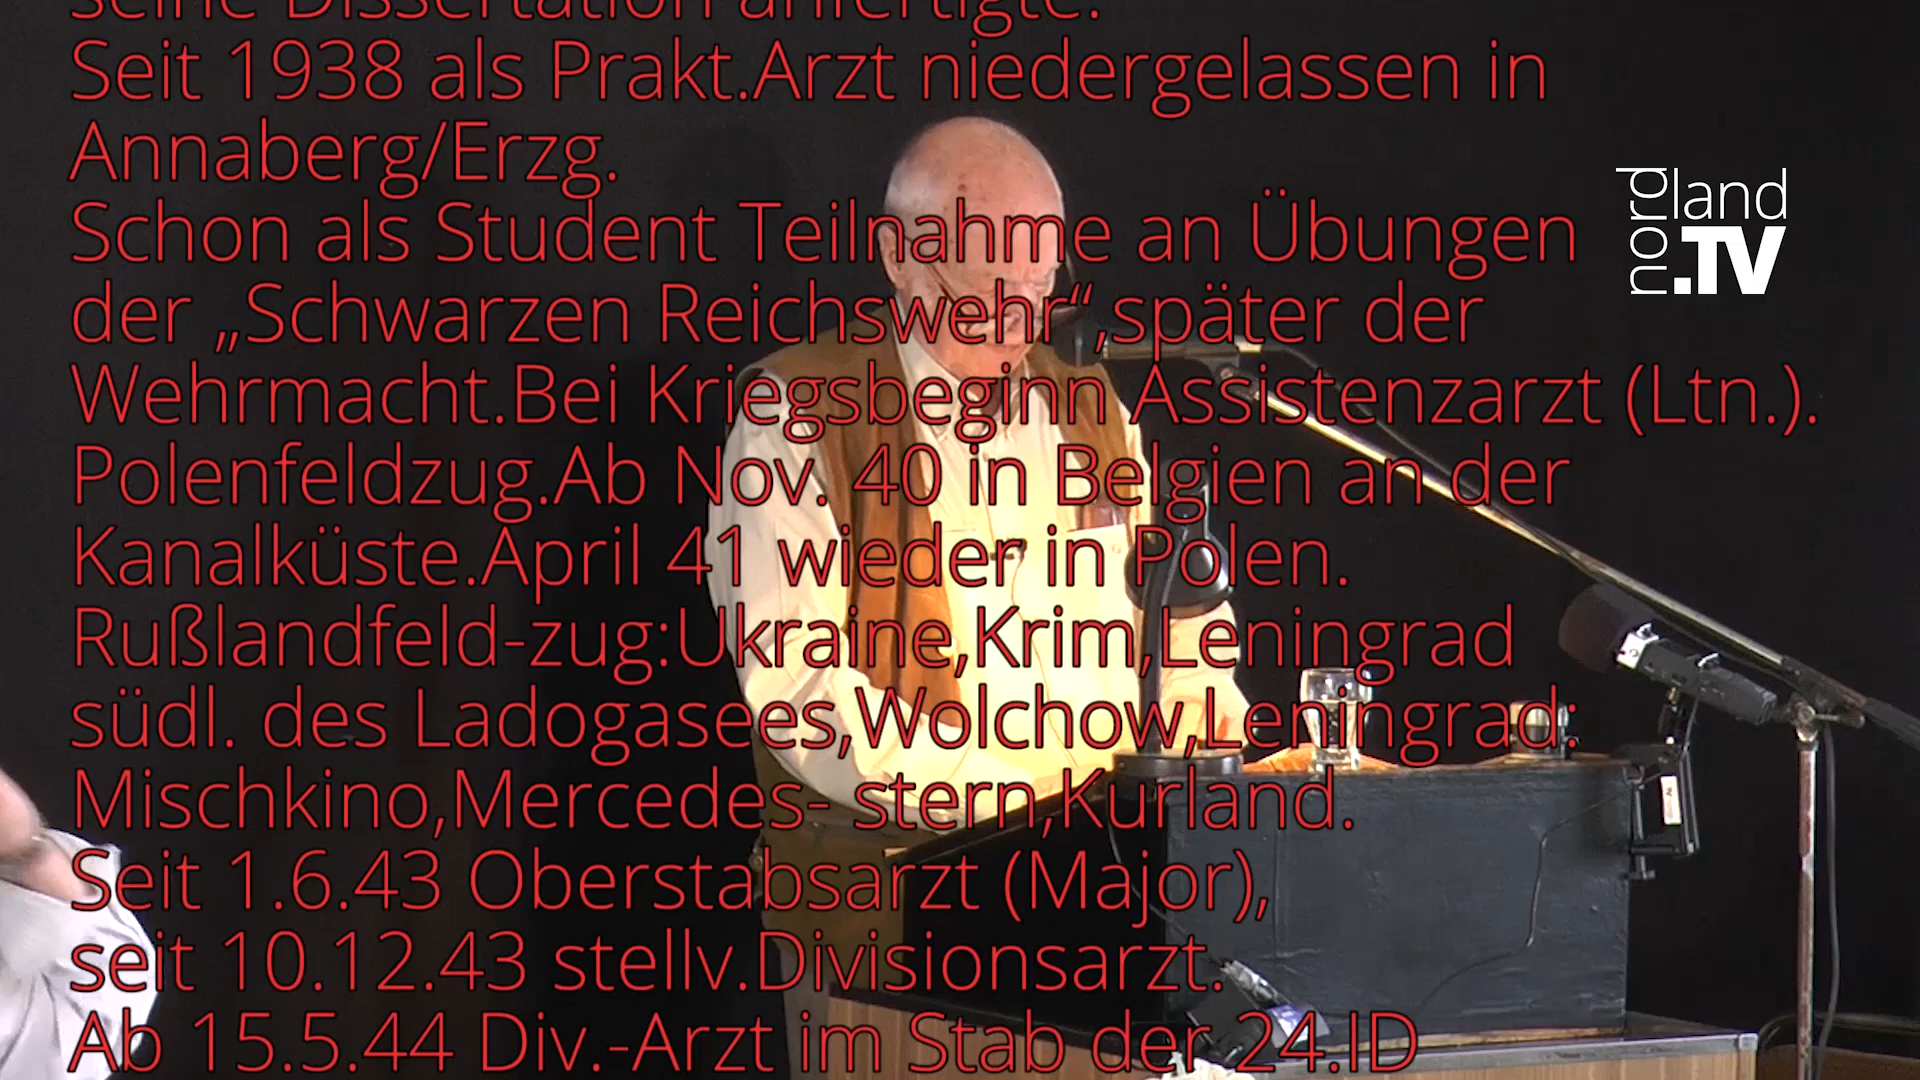 seine Dissertation anfertigte.
Seit 1938 als Prakt.Arzt niedergelassen in
Annaberg/Erzg.
Schon als Student Teilnahme an Übungen
der „Schwarzen Reichswehr“,später der
Wehrmacht.Bei Kriegsbeginn Assistenzarzt (Ltn.).
Polenfeldzug.Ab Nov. 40 in Belgien an der
Kanalküste.April 41 wieder in Polen.
Rußlandfeld-zug:Ukraine,Krim,Leningrad
südl. des Ladogasees,Wolchow,Leningrad:
Mischkino,Mercedes- stern,Kurland.
Seit 1.6.43 Oberstabsarzt (Major),
seit 10.12.43 stellv.Divisionsarzt.
Ab 15.5.44 Div.-Arzt im Stab der 24.ID
nordland
.TV